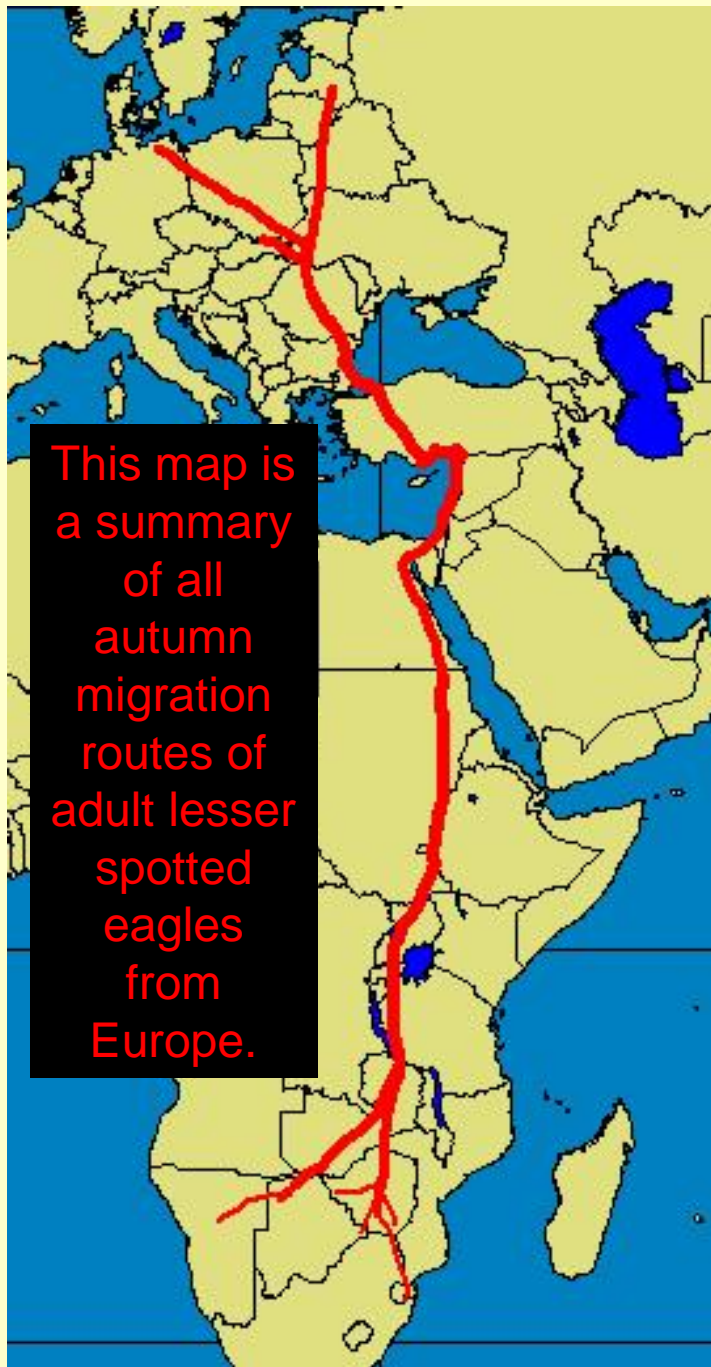 This map is
a summary
of all
autumn
migration
routes of
adult lesser
spotted
eagles
from
Europe.